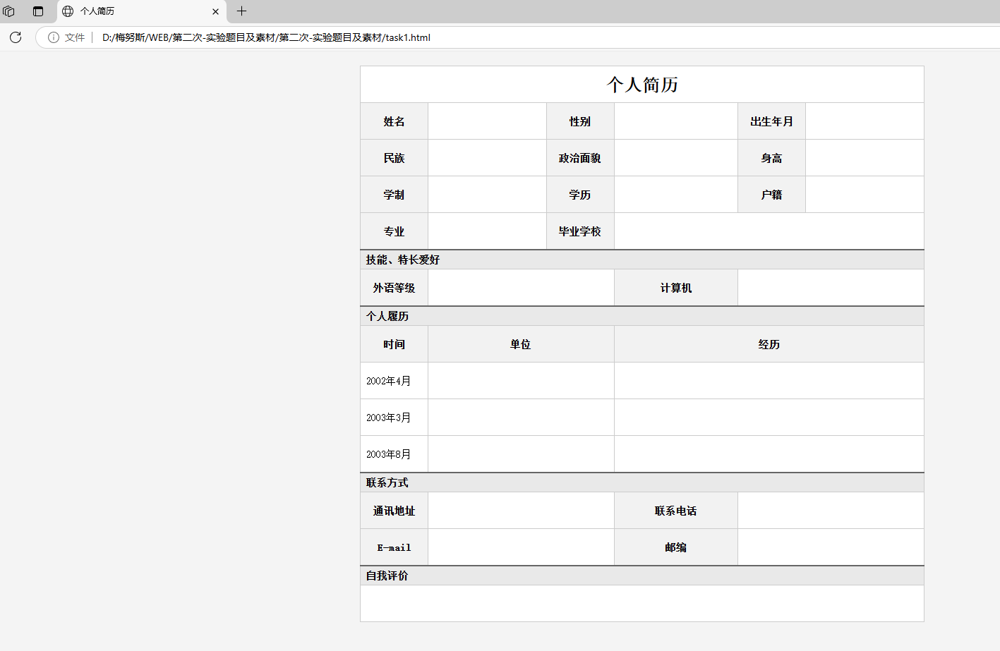 个人简历
文件 D:/梅努斯/WEB/第二次-实验题目及素材/第二次-实验题目及素材/task1.html
个人简历
姓名 性别 出生年月
民族 政治面貌 身高
学制 学历 户籍
专业 毕业学校
技能、特长爱好
外语等级 计算机
个人履历
时间 单位 经历
2002年4月
2003年3月
2003年8月
联系方式
通讯地址 联系电话
E-mail 邮编
自我评价